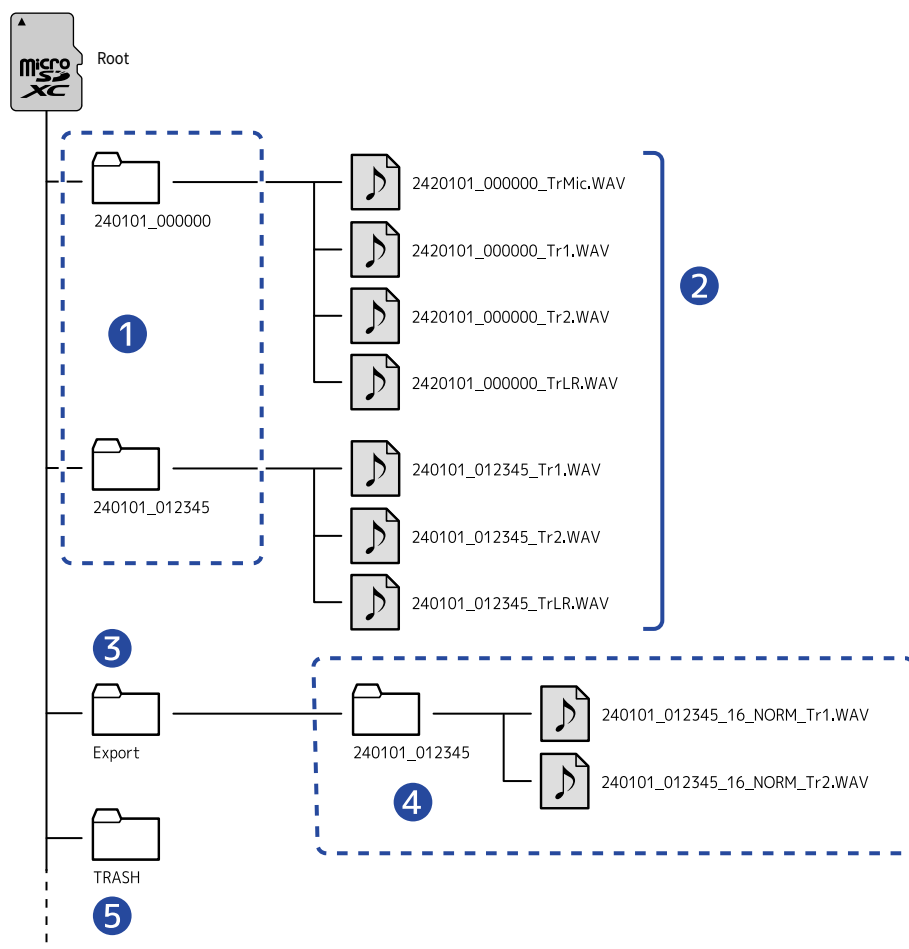 micro
SD
XC
Root
240101_000000
2420101_000000_TrMic.WAV
2420101_000000_Tr1.WAV
2420101_000000_Tr2.WAV
2420101_000000_TrLR.WAV
1
2
240101_012345
240101_012345_Tr1.WAV
240101_012345_Tr2.WAV
240101_012345_TrLR.WAV
3
Export
240101_012345
240101_012345_16_NORM_Tr1.WAV
240101_012345_16_NORM_Tr2.WAV
4
TRASH
5